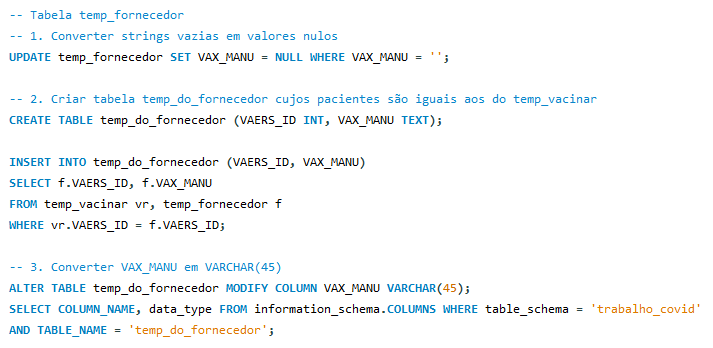 -- Tabela temp_fornecedor
-- 1. Converter strings vazias em valores nulos
UPDATE temp_fornecedor SET VAX_MANU = NULL WHERE VAX_MANU = '';
-- 2. Criar tabela temp_do_fornecedor cujos pacientes são iguais aos do temp_vacinar
CREATE TABLE temp_do_fornecedor (VAERS_ID INT, VAX_MANU TEXT);
INSERT INTO temp_do_fornecedor (VAERS_ID, VAX_MANU)
SELECT f.VAERS_ID, f.VAX_MANU
FROM temp_vacinar vr, temp_fornecedor f
WHERE vr.VAERS_ID = f.VAERS_ID;
-- 3. Converter VAX_MANU em VARCHAR(45)
ALTER TABLE temp_do_fornecedor MODIFY COLUMN VAX_MANU VARCHAR(45);
SELECT COLUMN_NAME, data_type FROM information_schema.COLUMNS WHERE table_schema = 'trabalho_covid'
AND TABLE_NAME = 'temp_do_fornecedor';